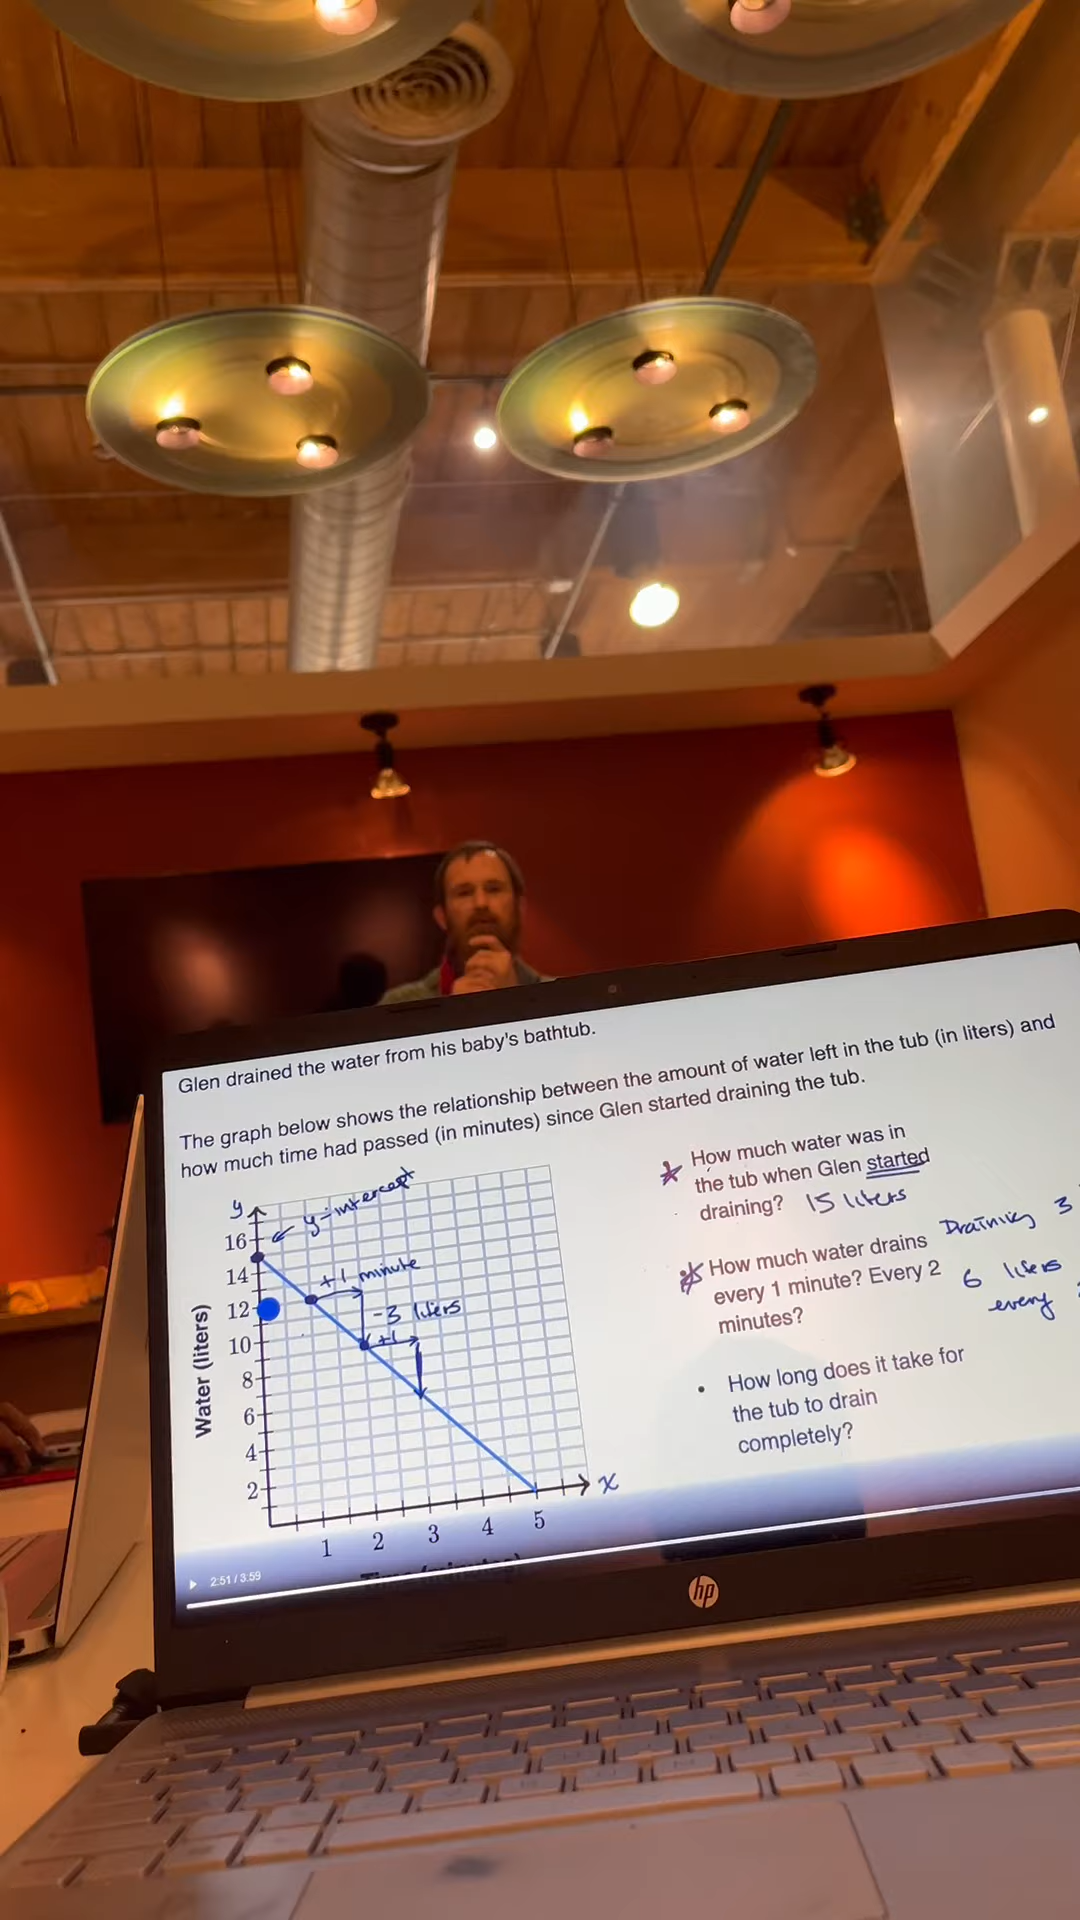 Glen drained the water from his baby's bathtub.
The graph below shows the relationship between the amount of water left in the tub (in liters) and
how much time had passed (in minutes) since Glen started draining the tub.
y
y-intercept
16
14
12
10
8
6
4
2
Water (liters)
+1 minute
-3 liters
+1
x
1 2 3 4 5
How much water was in
the tub when Glen started
draining? 15 liters
How much water drains
every 1 minute? Every 2
minutes?
Draining 3
6 liters
every
• How long does it take for
the tub to drain
completely?
2:51 / 3:59
hp